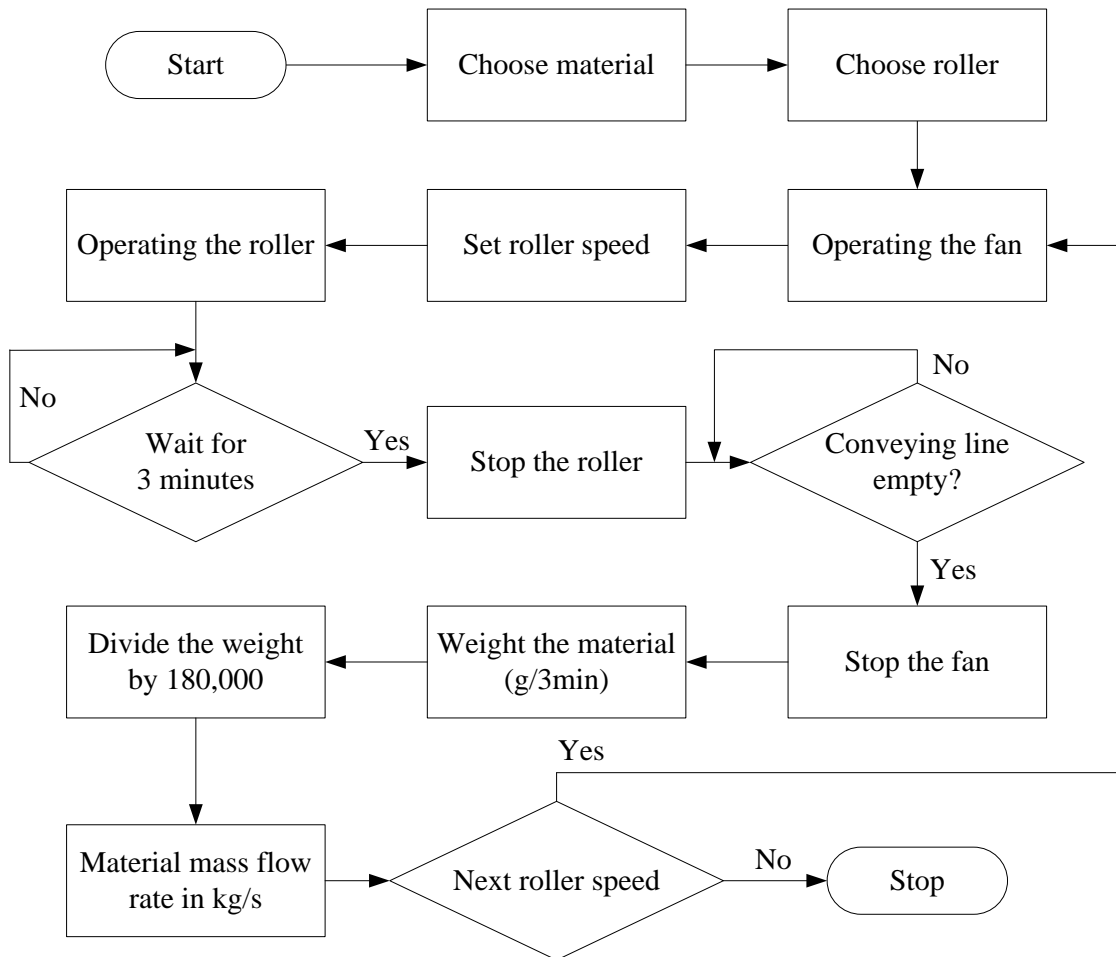 Start
Choose material
Choose roller
Operating the roller
Set roller speed
Operating the fan
No
Wait for
3 minutes
Yes
Stop the roller
No
Conveying line
empty?
Yes
Divide the weight
by 180,000
Weight the material
(g/3min)
Stop the fan
Yes
Material mass flow
rate in kg/s
Next roller speed
No
Stop